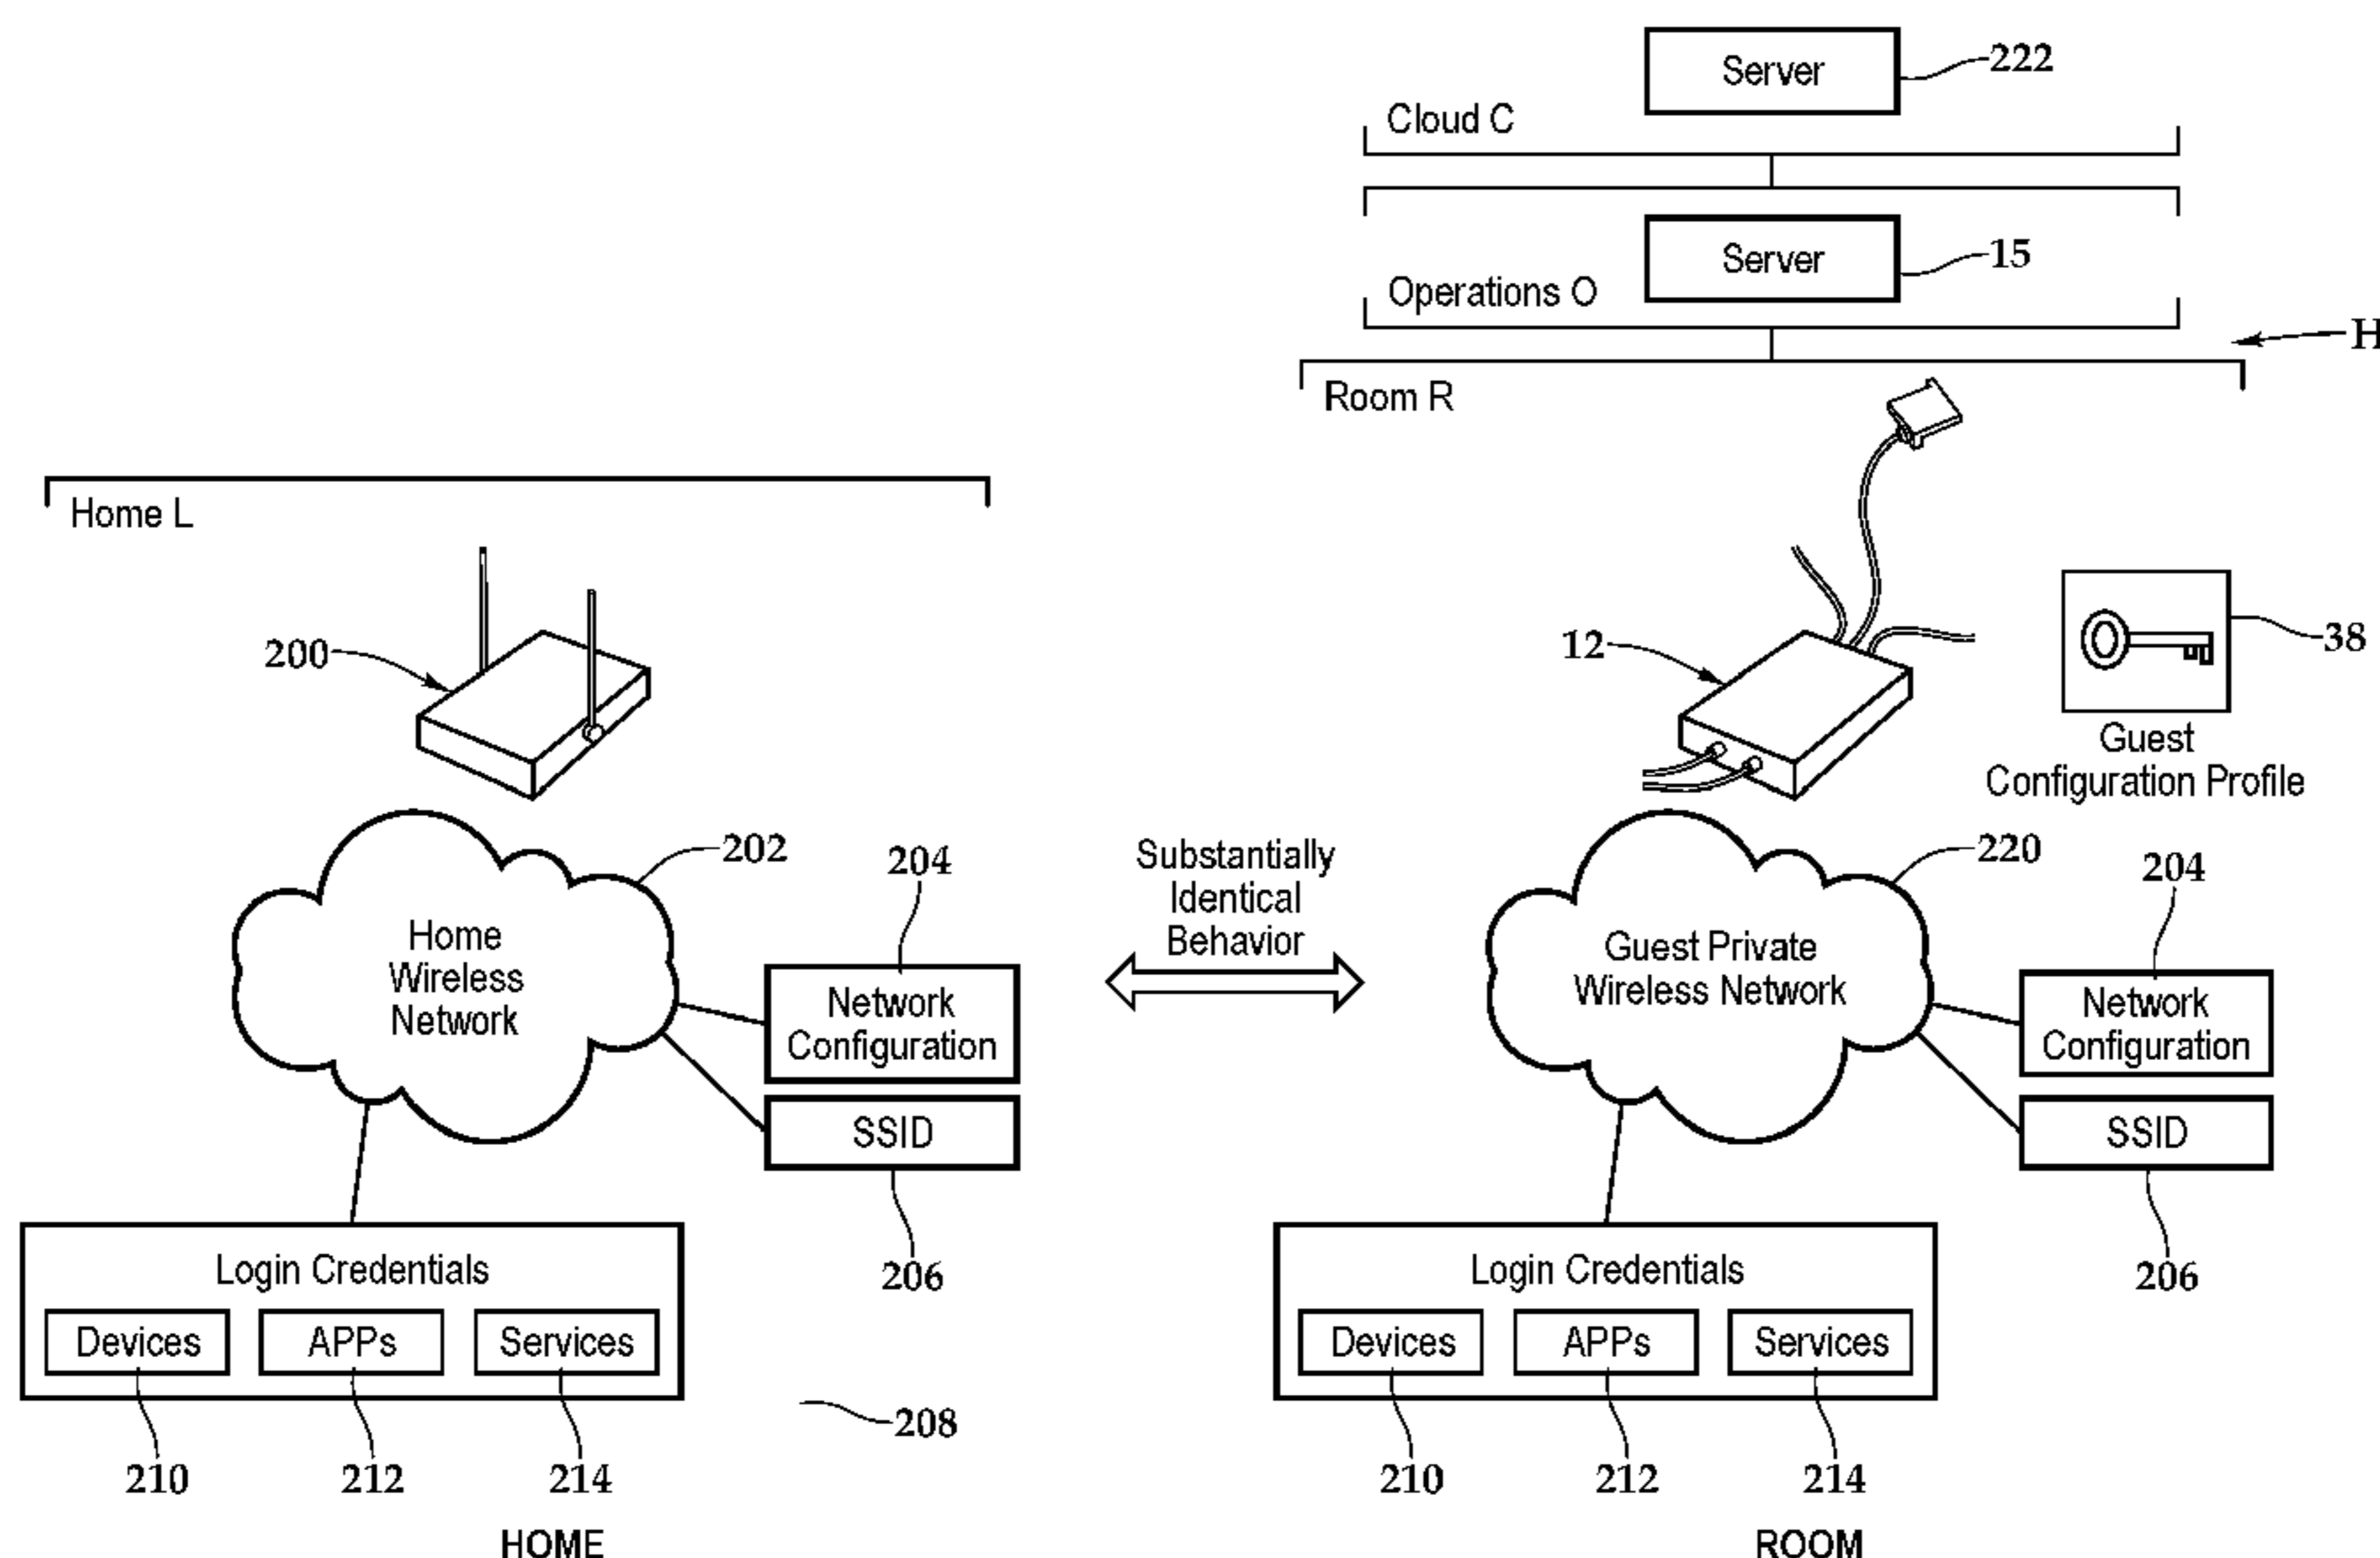 Server
222
Cloud C
Server
15
Operations O
H
Room R
Home L
200
12
38
Guest
Configuration Profile
202
204
Home
Wireless
Network
Network
Configuration
SSID
206
Substantially
Identical
Behavior
220
204
Guest Private
Wireless Network
Network
Configuration
SSID
206
Login Credentials
Devices
APPs
Services
208
210
212
214
HOME
Login Credentials
Devices
APPs
Services
210
212
214
ROOM